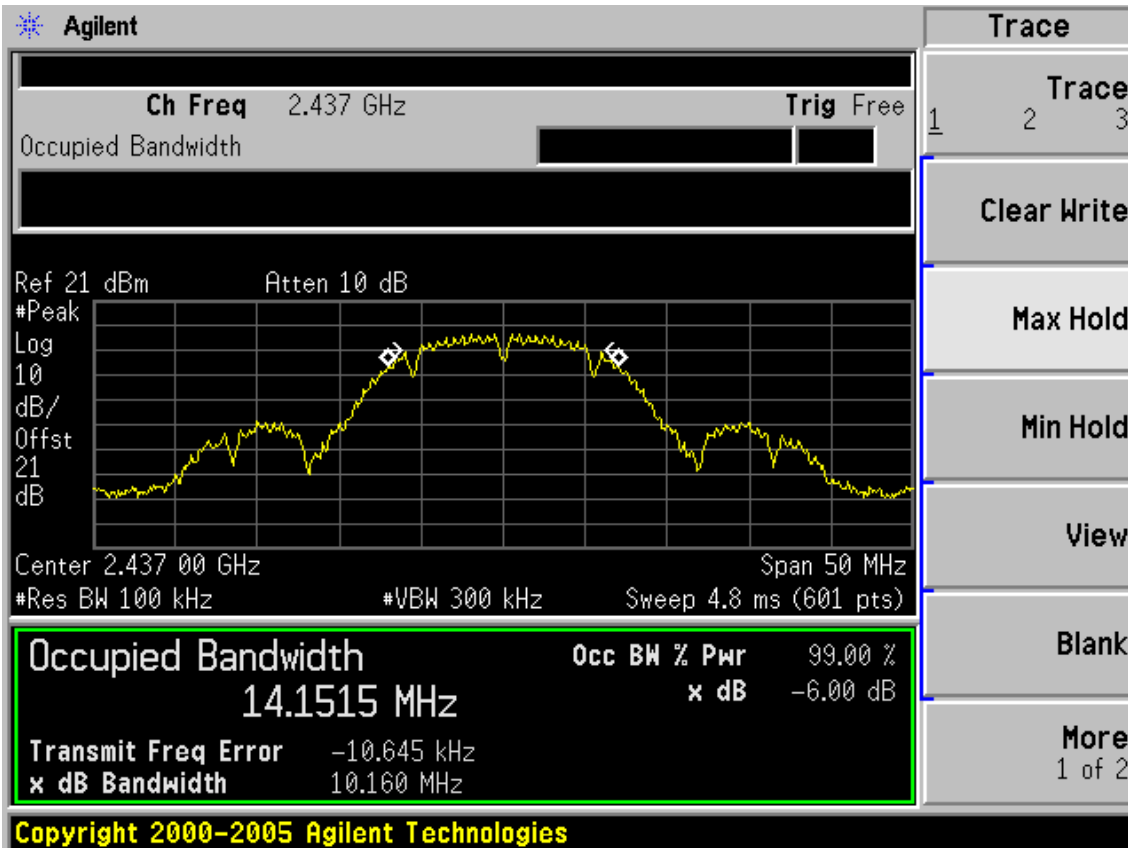 Agilent
Trace
Ch Freq 2.437 GHz Trig Free
Occupied Bandwidth
Trace
1 2 3
Clear Write
Max Hold
Min Hold
View
Blank
More
1 of 2
Ref 21 dBm Atten 10 dB
#Peak
Log
10
dB/
Offst
21
dB
Center 2.437 00 GHz Span 50 MHz
#Res BW 100 kHz #VBW 300 kHz Sweep 4.8 ms (601 pts)
Occupied Bandwidth Occ BW % Pwr 99.00 %
14.1515 MHz x dB -6.00 dB
Transmit Freq Error -10.645 kHz
x dB Bandwidth 10.160 MHz
Copyright 2000-2005 Agilent Technologies